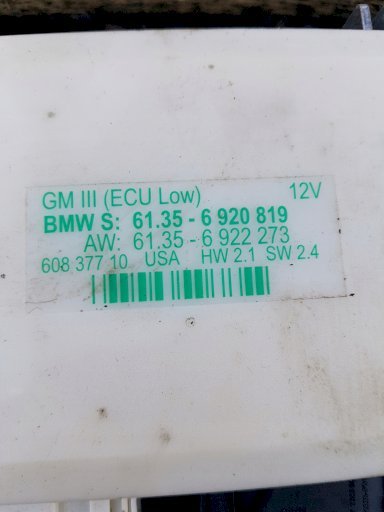 GM III (ECU Low) 12V
BMW S: 61.35 - 6 920 819
AW: 61.35 - 6 922 273
608 377 10 USA HW 2.1 SW 2.4